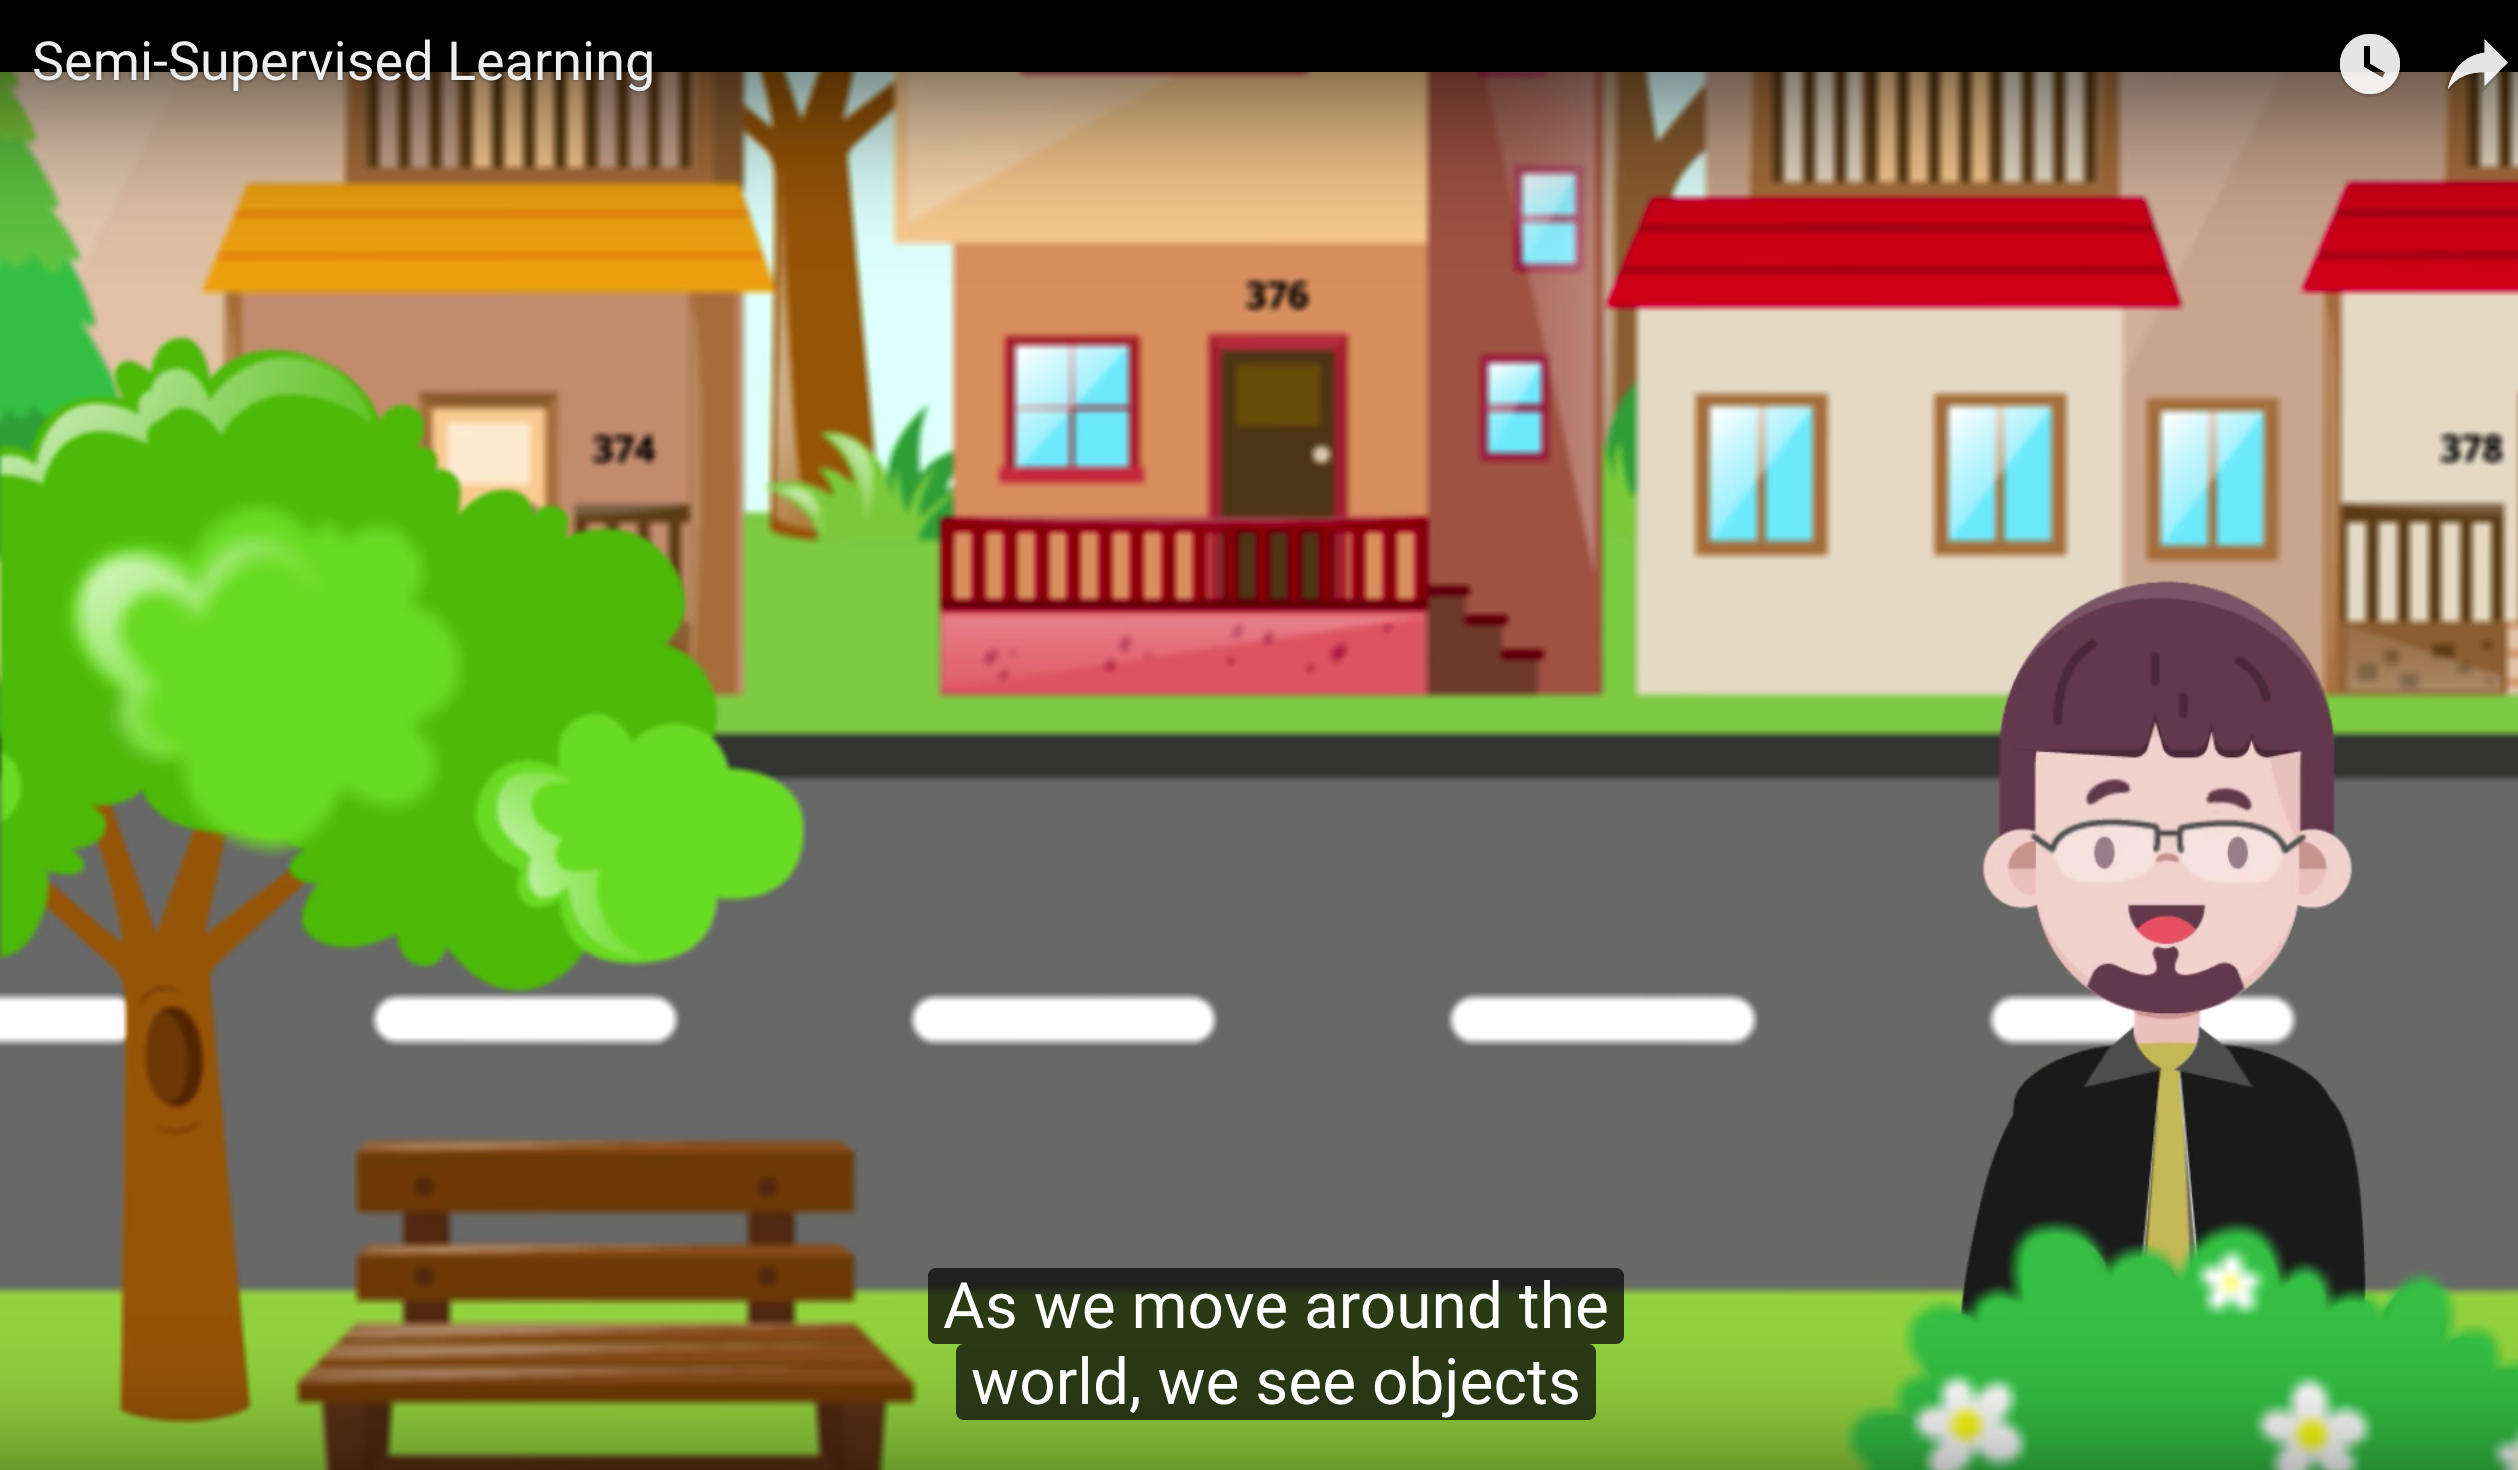 Semi-Supervised Learning
376
374
378
As we move around the
world, we see objects